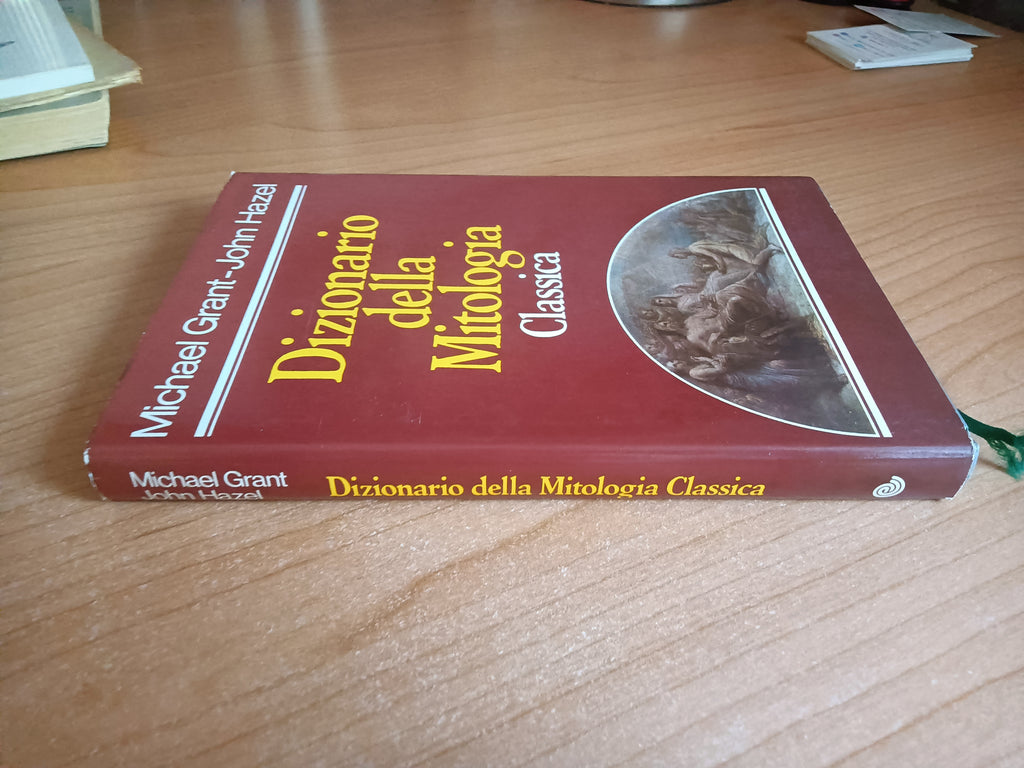 Michael Grant-John Hazel
Dizionario
della
Mitologia
Classica
Michael Grant
John Hazel
Dizionario della Mitologia Classica